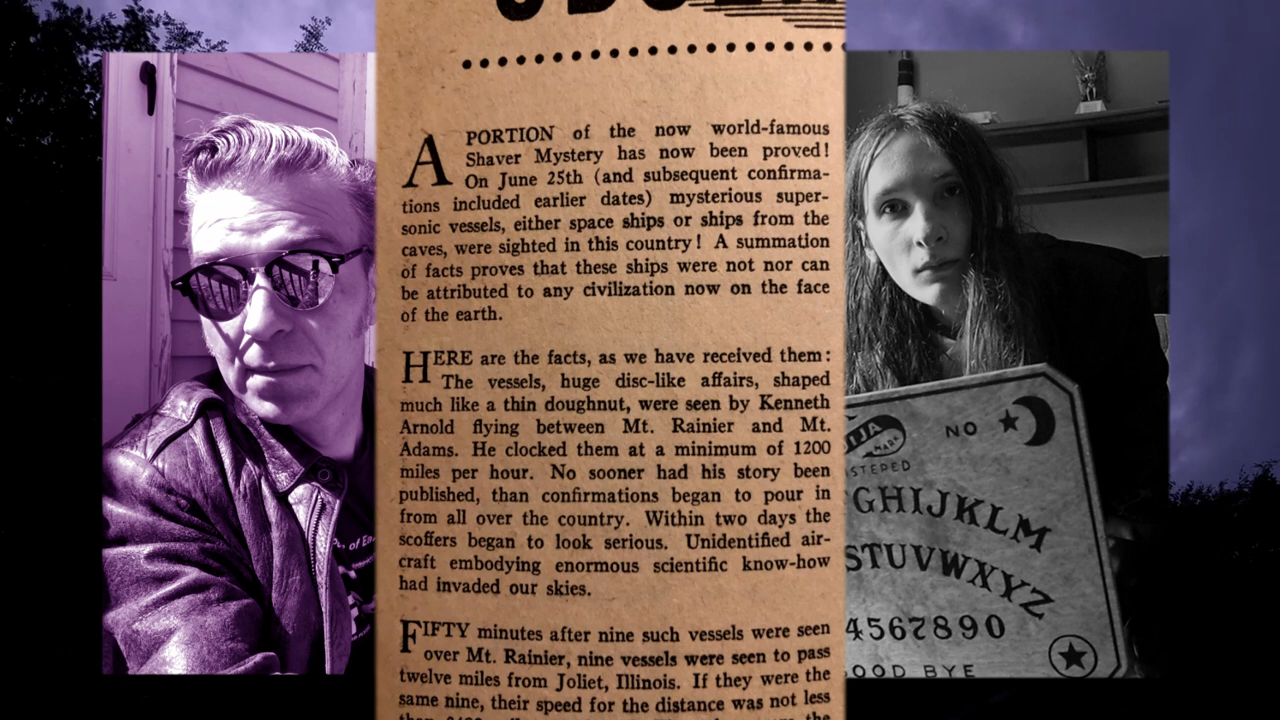 A PORTION of the now world-famous
Shaver Mystery has now been proved!
On June 25th (and subsequent confirma-
tions included earlier dates) mysterious super-
sonic vessels, either space ships or ships from the
caves, were sighted in this country! A summation
of facts proves that these ships were not nor can
be attributed to any civilization now on the face
of the earth.
HERE are the facts, as we have received them:
The vessels, huge disc-like affairs, shaped
much like a thin doughnut, were seen by Kenneth
Arnold flying between Mt. Rainier and Mt.
Adams. He clocked them at a minimum of 1200
miles per hour. No sooner had his story been
published, than confirmations began to pour in
from all over the country. Within two days the
scoffers began to look serious. Unidentified air-
craft embodying enormous scientific know-how
had invaded our skies.
FIFTY minutes after nine such vessels were seen
over Mt. Rainier, nine vessels were seen to pass
twelve miles from Joliet, Illinois. If they were the
same nine, their speed for the distance was not less
IJA
MARK
NO
STERED
GHIJKLM
STUVWXYZ
4567890
OOD BYE